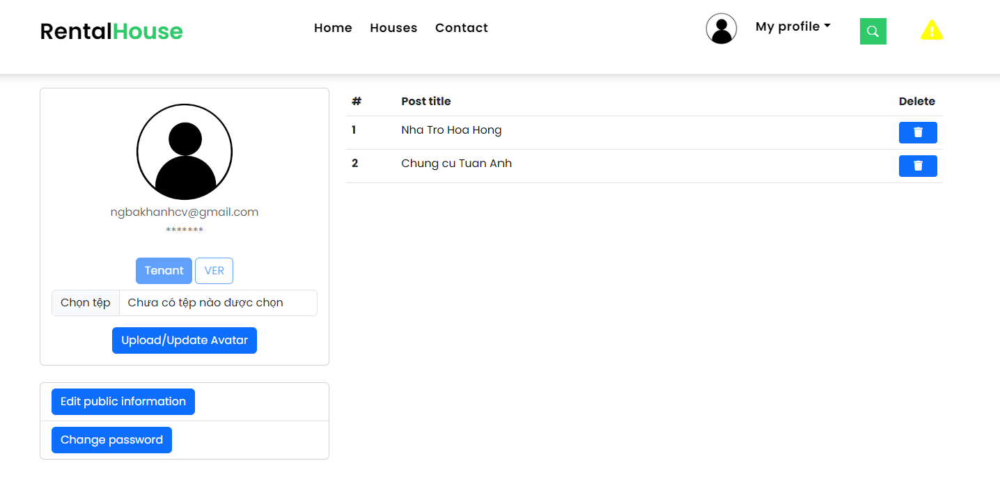 RentalHouse
Home Houses Contact
My profile
ngbakhanhcv@gmail.com
*******
Tenant VER
Chọn tệp Chưa có tệp nào được chọn
Upload/Update Avatar
Edit public information
Change password
# Post title Delete
1 Nha Tro Hoa Hong
2 Chung cu Tuan Anh